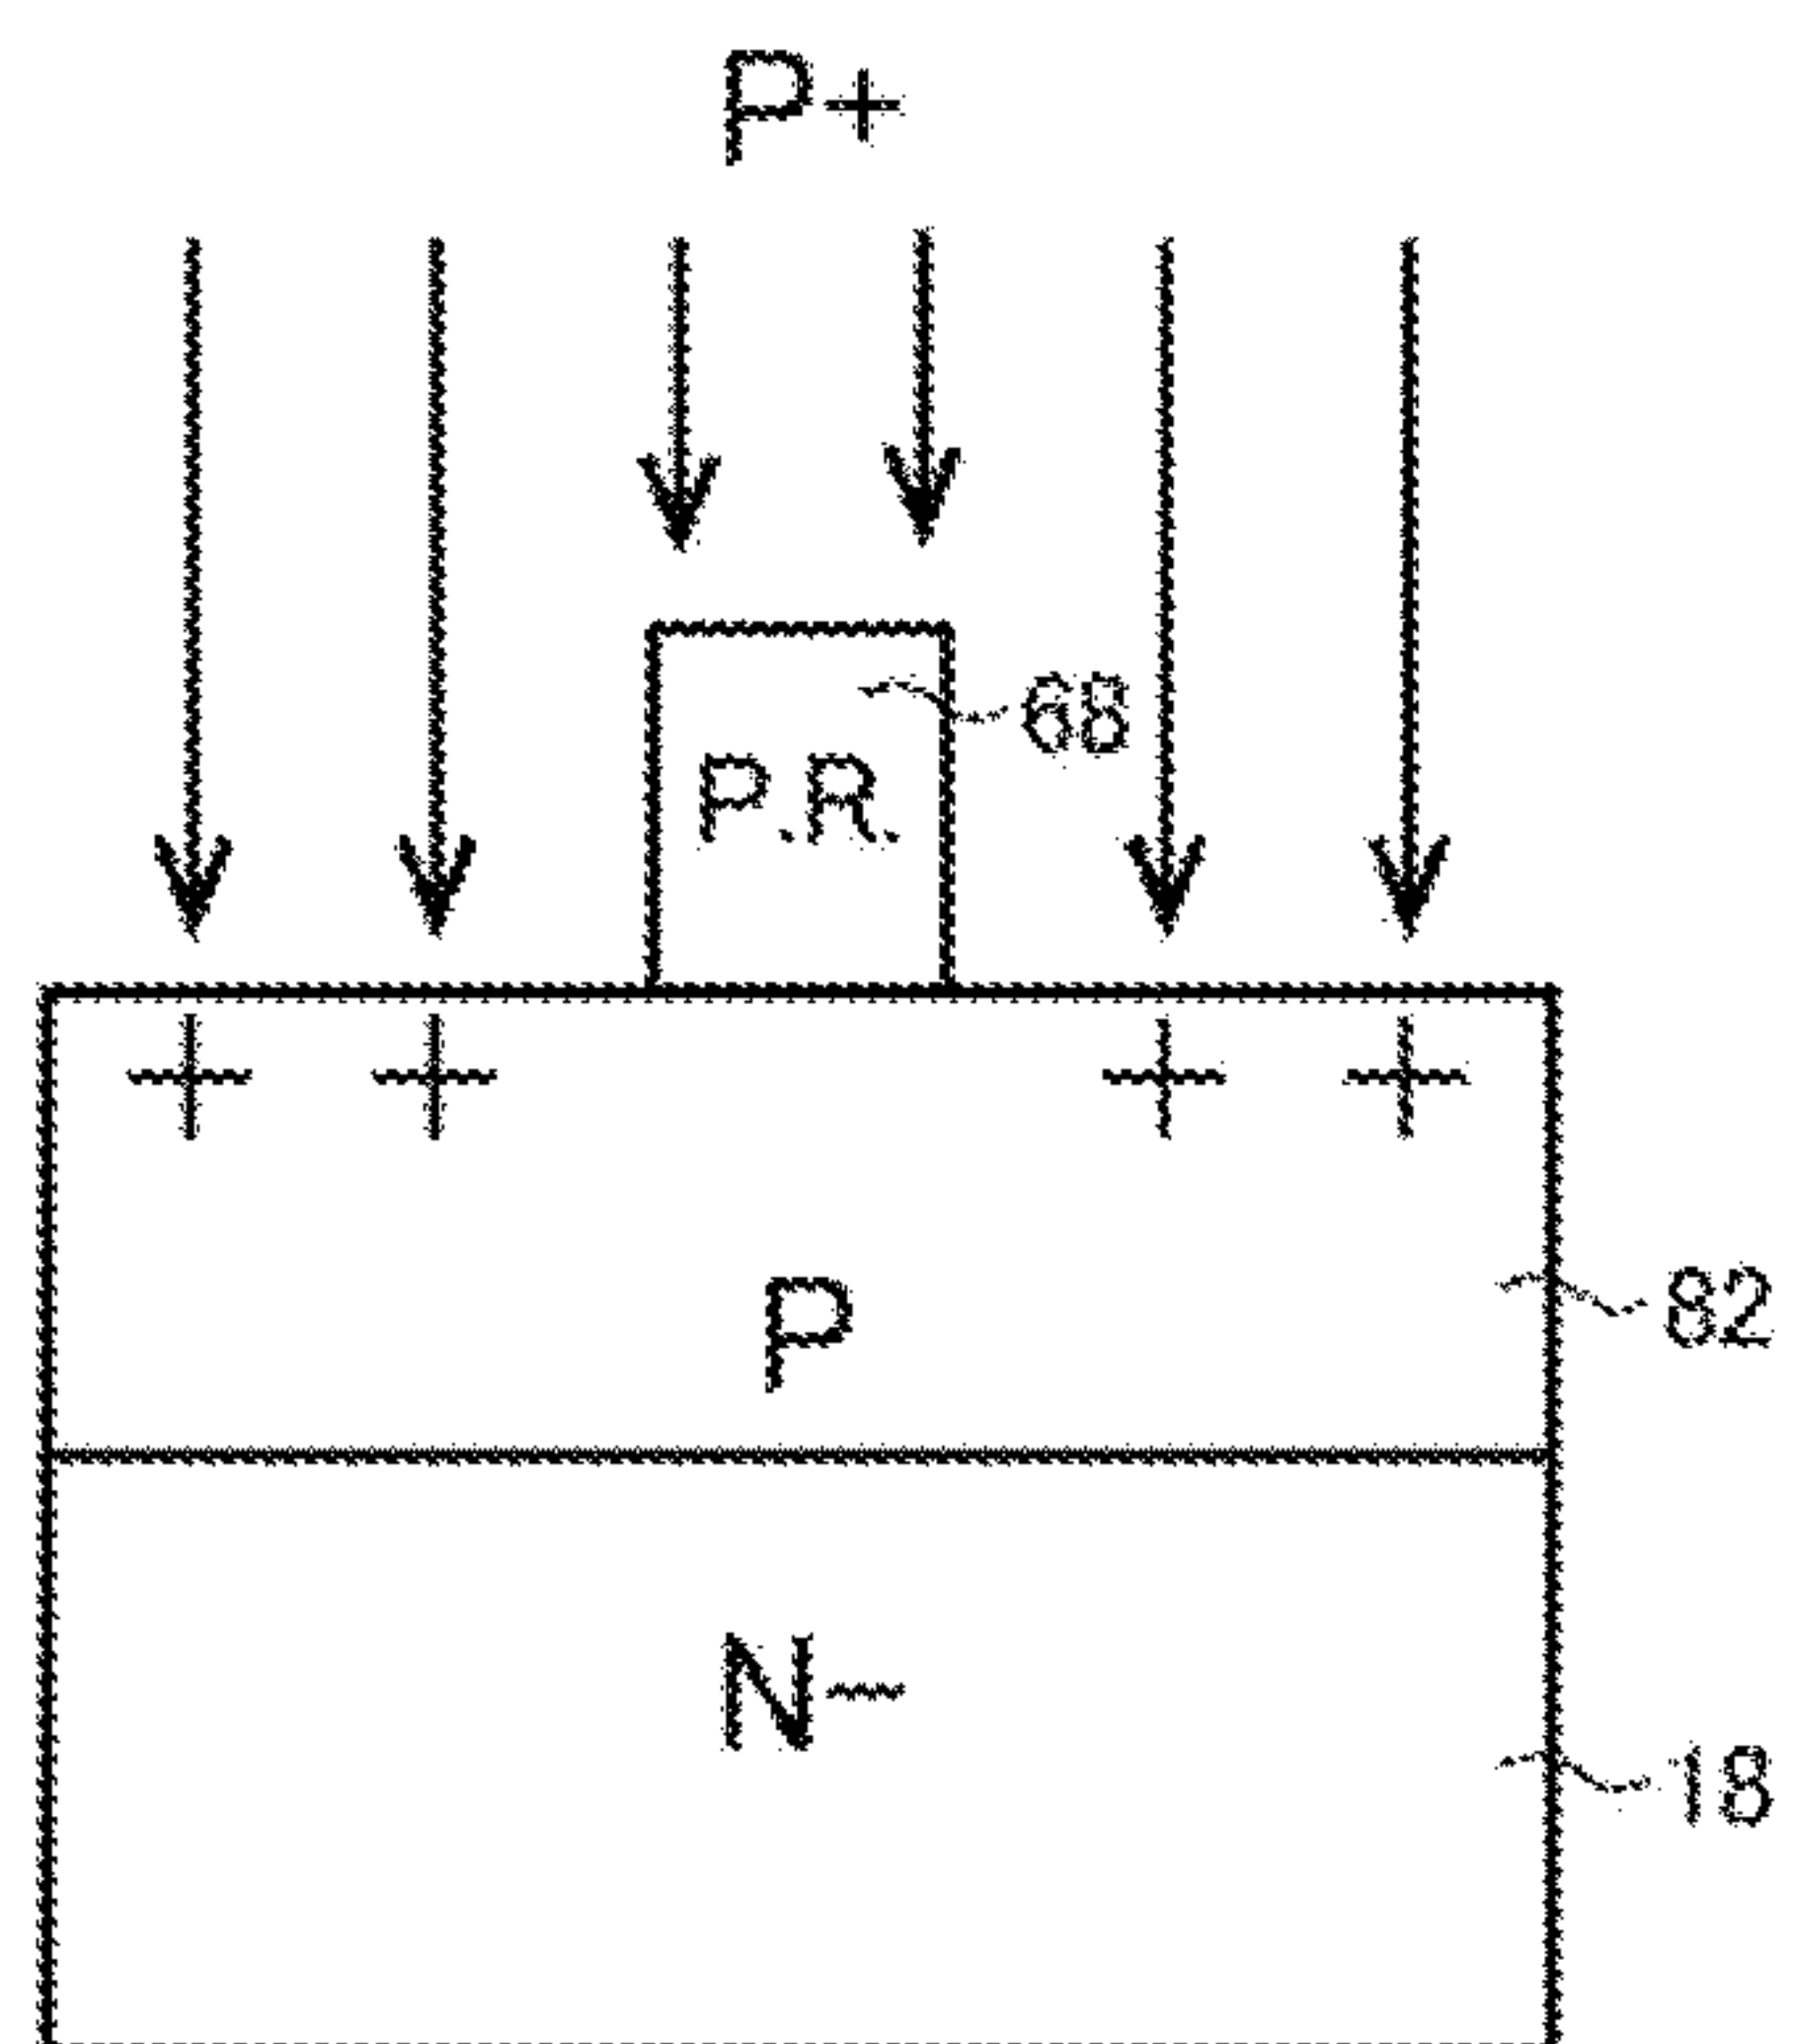 P+
68
P.R.
+ + + +
P
82
N-
18